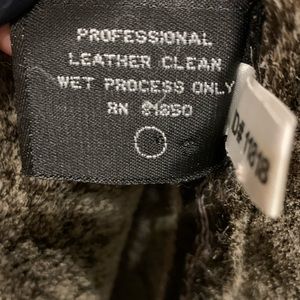 PROFESSIONAL
LEATHER CLEAN
WET PROCESS ONLY
RN 81850